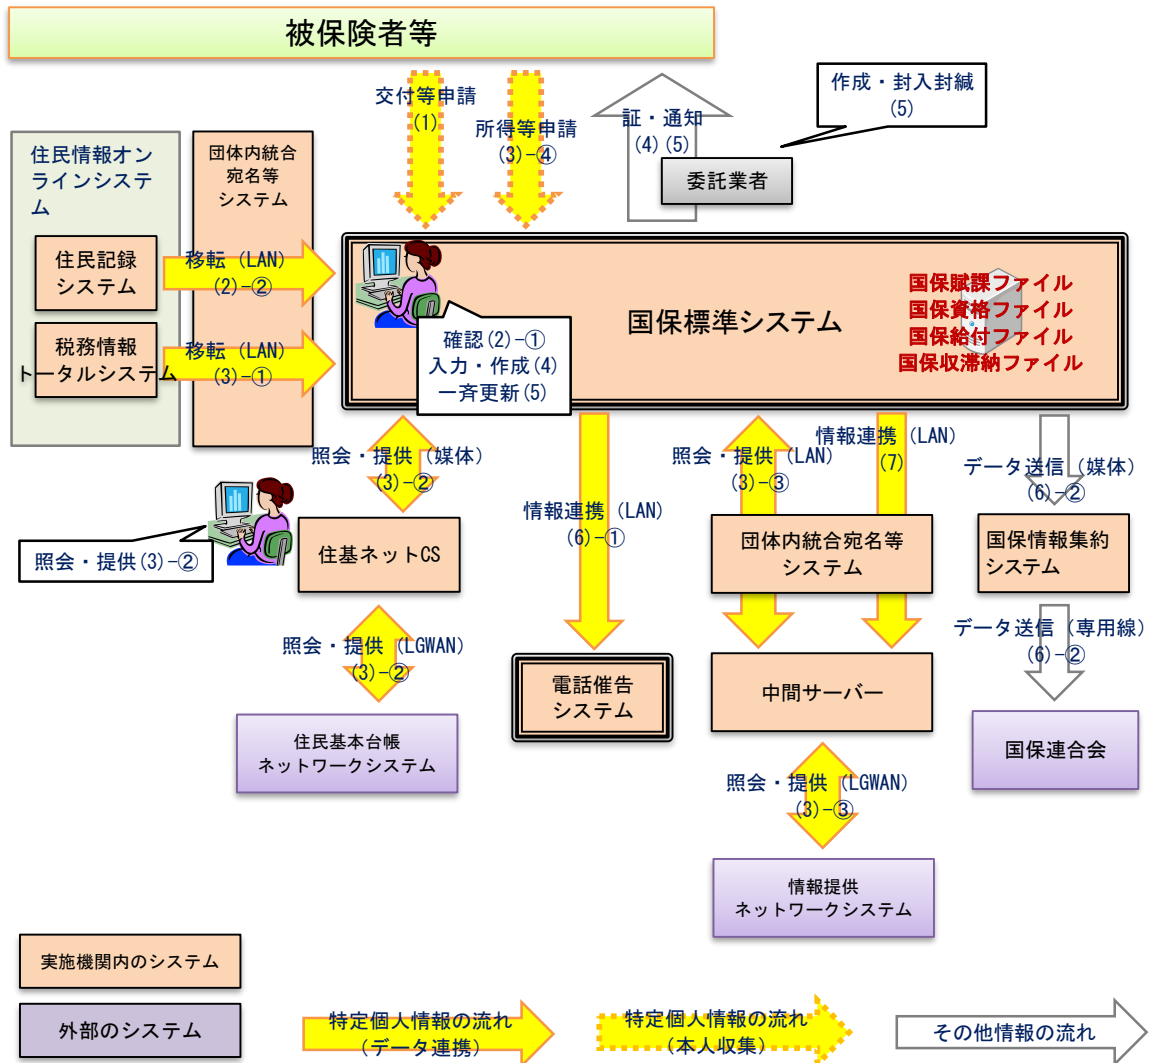 被保険者等
交付等申請
(1)
所得等申請
(3)-④
証・通知
(4)(5)
作成・封入封緘
(5)
委託業者
住民情報オン
ラインシステ
ム
団体内統合
宛名等
システム
住民記録
システム
移転（LAN）
(2)-②
税務情報
トータルシステム
移転（LAN）
(3)-①
国保標準システム
国保賦課ファイル
国保資格ファイル
国保給付ファイル
国保収滞納ファイル
確認(2)-①
入力・作成(4)
一斉更新(5)
照会・提供（媒体）
(3)-②
情報連携（LAN）
(6)-①
照会・提供（LAN）
(3)-③
情報連携（LAN）
(7)
データ送信（媒体）
(6)-②
照会・提供(3)-②
住基ネットCS
団体内統合宛名等
システム
国保情報集約
システム
照会・提供（LGWAN）
(3)-②
データ送信（専用線）
(6)-②
電話催告
システム
中間サーバー
住民基本台帳
ネットワークシステム
国保連合会
照会・提供（LGWAN）
(3)-③
情報提供
ネットワークシステム
実施機関内のシステム
外部のシステム
特定個人情報の流れ
（データ連携）
特定個人情報の流れ
（本人収集）
その他情報の流れ